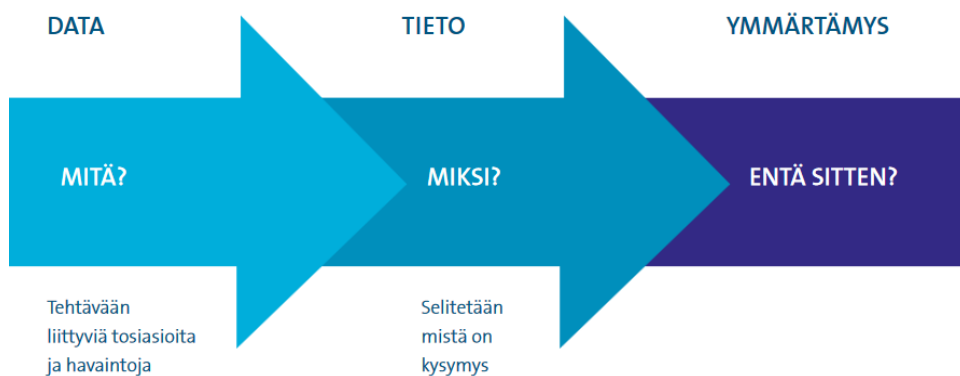 DATA
TIETO
YMMÄRTÄMYS
MITÄ?
MIKSI?
ENTÄ SITTEN?
Tehtävään
liittyviä tosiasioita
ja havaintoja
Selitetään
mistä on
kysymys